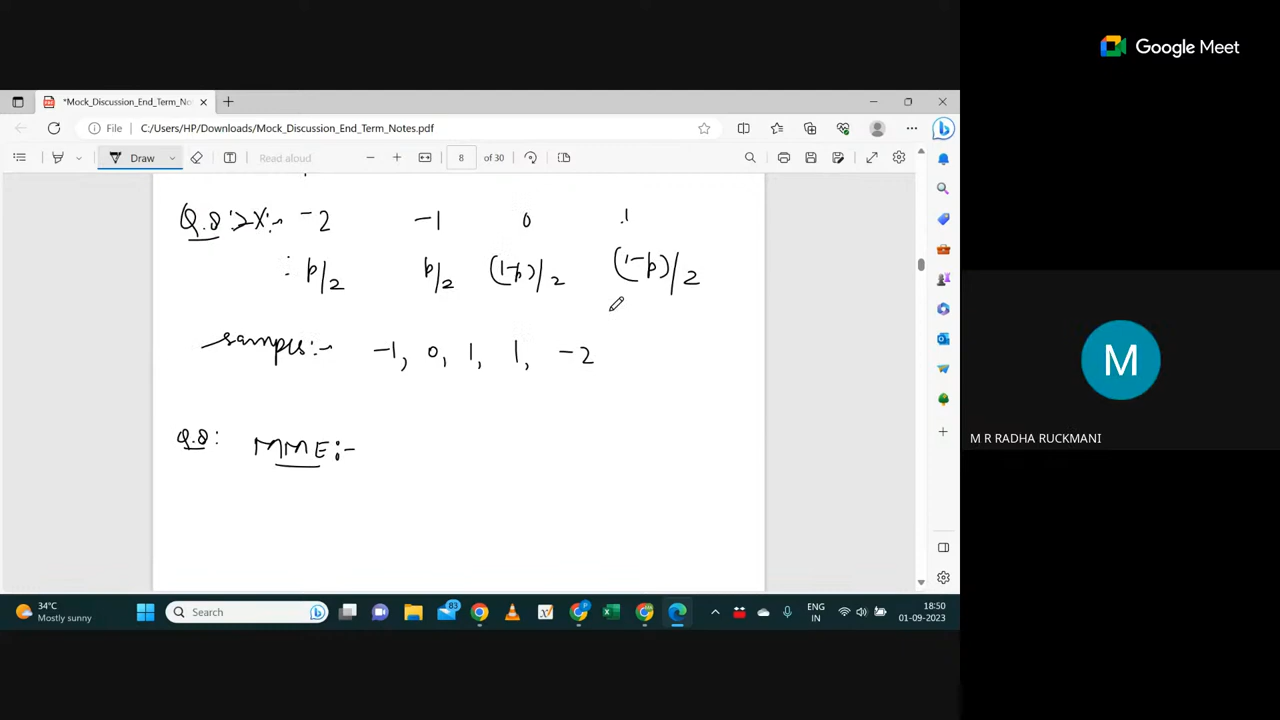 Google Meet
*Mock_Discussion_End_Term_No
File C:/Users/HP/Downloads/Mock_Discussion_End_Term_Notes.pdf
Draw Read aloud 8 of 30
Q.8 :> X:- -2 -1 0 1
: p/2 p/2 (1-p)/2 (1-p)/2
samples:- -1, 0, 1, 1, -2
Q.8: MME:-
M
M R RADHA RUCKMANI
34°C
Mostly sunny
Search
83
ENG
IN
18:50
01-09-2023